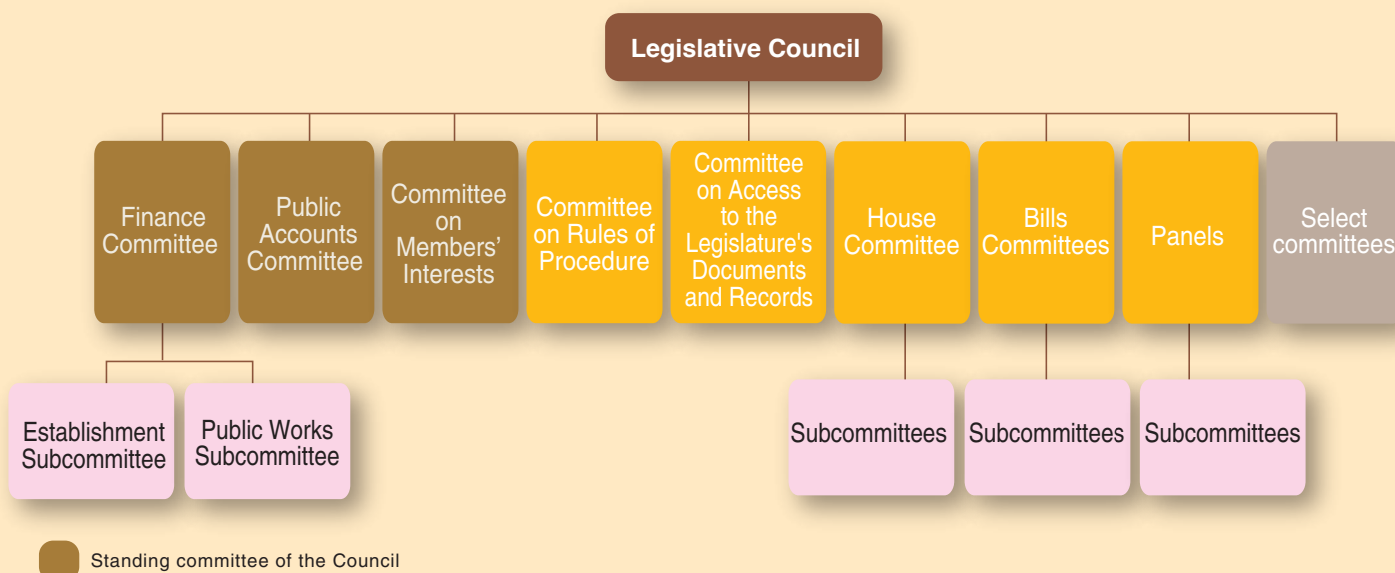 Legislative Council
Finance
Committee
Public
Accounts
Committee
Committee
on
Members’
Interests
Committee
on Rules of
Procedure
Committee
on Access
to the
Legislature's
Documents
and Records
House
Committee
Bills
Committees
Panels
Select
committees
Establishment
Subcommittee
Public Works
Subcommittee
Subcommittees
Subcommittees
Subcommittees
Standing committee of the Council